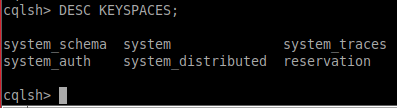 cqlsh> DESC KEYSPACES;
system_schema system system_traces
system_auth system_distributed reservation
cqlsh>